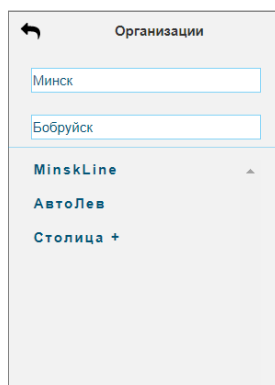 Организации
Минск
Бобруйск
MinskLine
АвтоЛев
Столица +